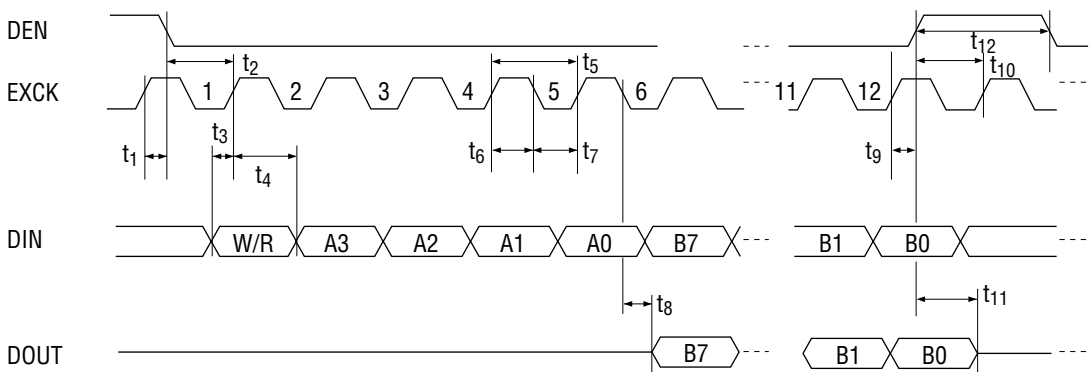 DEN
t2
t5
t12
t10
EXCK
1 2 3 4 5 6 11 12
t3
t1
t4
t6
t7
t9
DIN
W/R A3 A2 A1 A0 B7 B1 B0
t8
t11
DOUT
B7 B1 B0